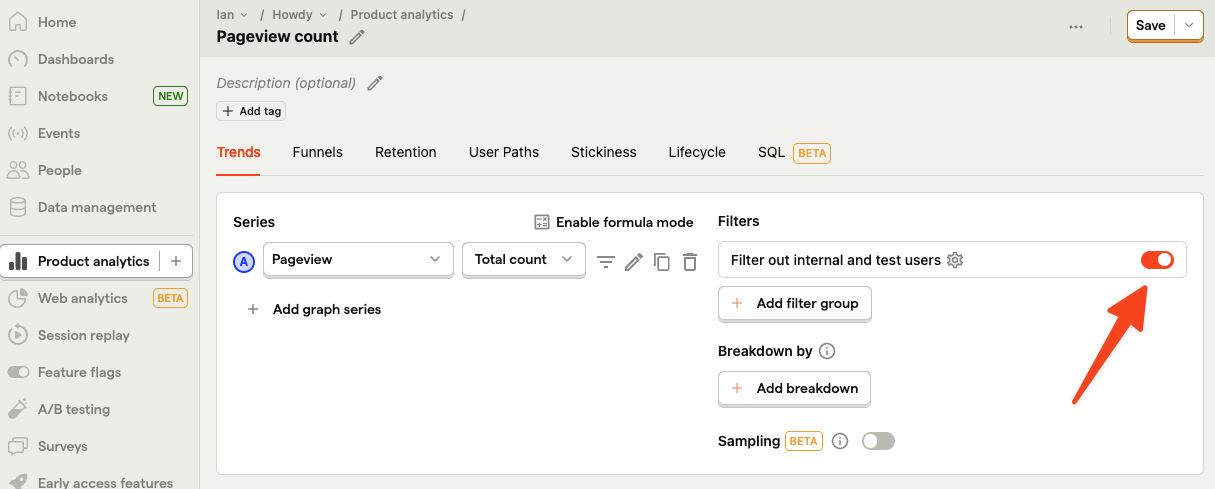 Home
Dashboards
Notebooks NEW
Events
People
Data management
Product analytics
Web analytics BETA
Session replay
Feature flags
A/B testing
Surveys
Early access features
Ian / Howdy / Product analytics /
Pageview count
Save
Description (optional)
Add tag
Trends Funnels Retention User Paths Stickiness Lifecycle SQL BETA
Series Enable formula mode
A Pageview Total count
Add graph series
Filters
Filter out internal and test users
Add filter group
Breakdown by
Add breakdown
Sampling BETA